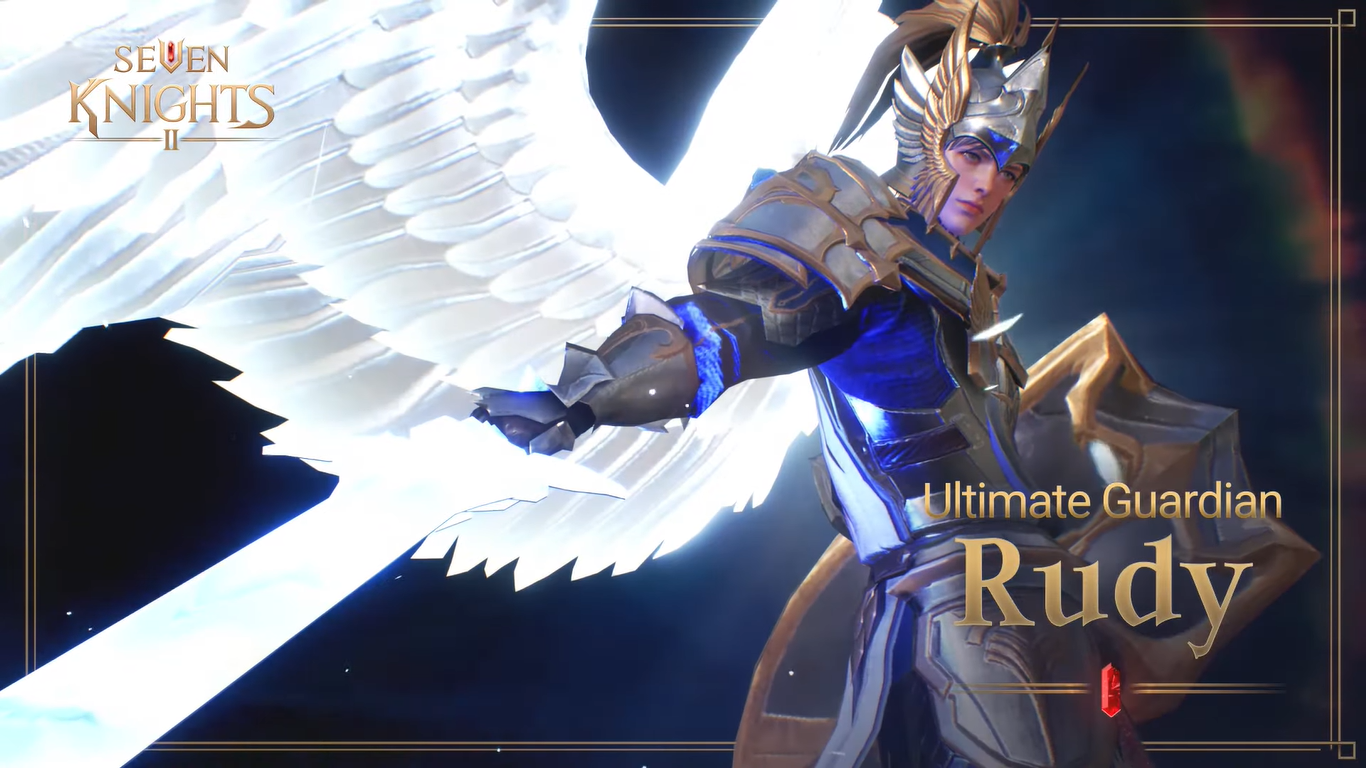 SEVEN
KNIGHTS
II
Ultimate Guardian
Rudy